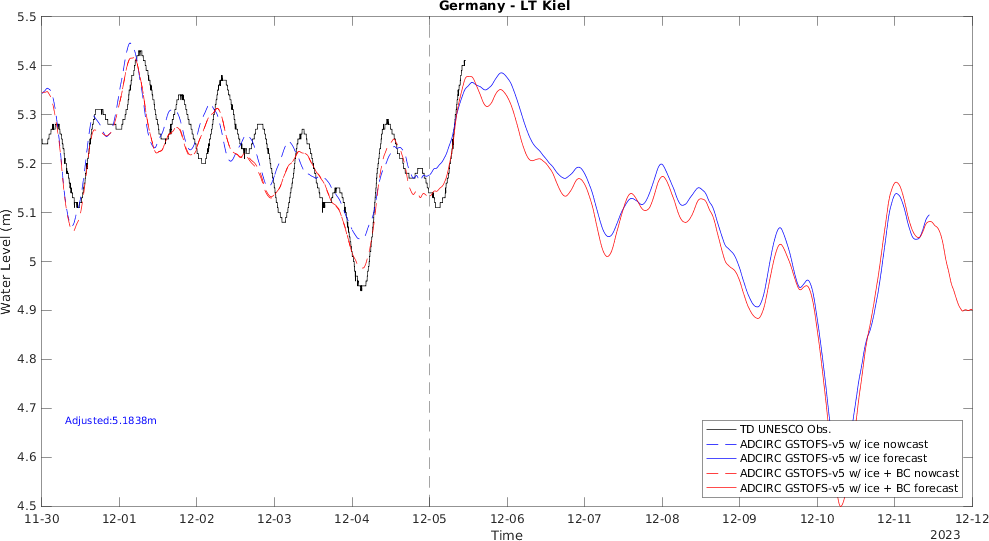 Germany - LT Kiel
5.5
5.4
5.3
5.2
5.1
5
4.9
4.8
4.7
4.6
4.5
Water Level (m)
Adjusted:5.1838m
TD UNESCO Obs.
ADCIRC GSTOFS-v5 w/ ice nowcast
ADCIRC GSTOFS-v5 w/ ice forecast
ADCIRC GSTOFS-v5 w/ ice + BC nowcast
ADCIRC GSTOFS-v5 w/ ice + BC forecast
11-30 12-01 12-02 12-03 12-04 12-05 12-06 12-07 12-08 12-09 12-10 12-11 12-12
Time
2023